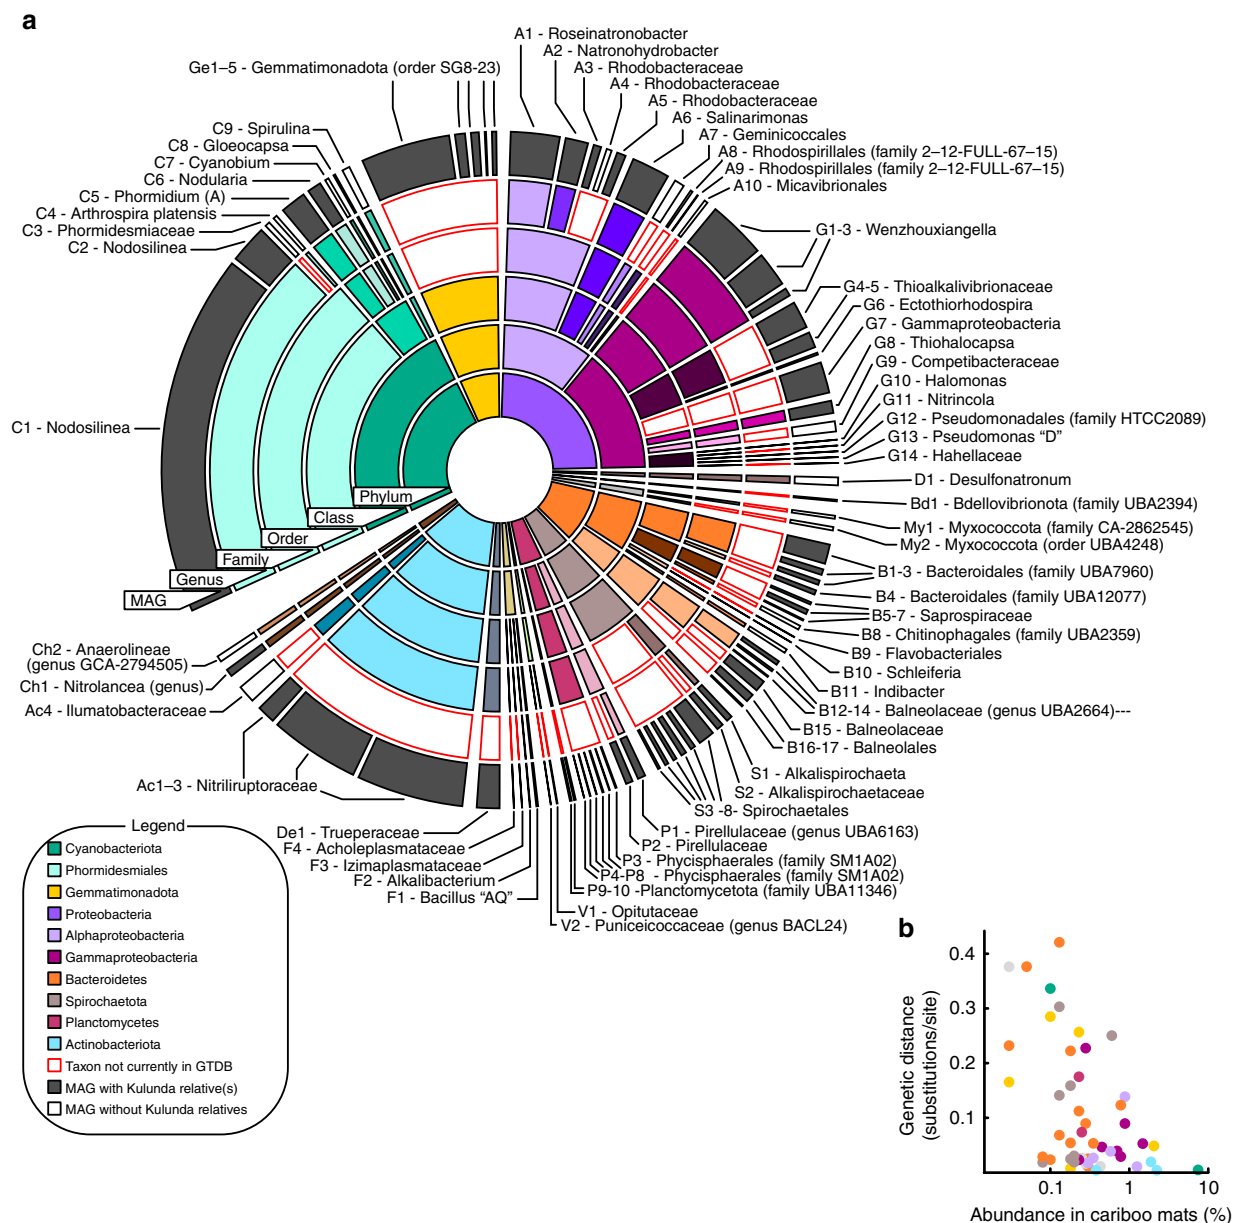 a
A1 - Roseinatronobacter
A2 - Natronohydrobacter
A3 - Rhodobacteraceae
A4 - Rhodobacteraceae
A5 - Rhodobacteraceae
A6 - Salinarimonas
A7 - Geminicoccales
A8 - Rhodospirillales (family 2–12-FULL-67–15)
A9 - Rhodospirillales (family 2–12-FULL-67–15)
A10 - Micavibrionales
Ge1–5 - Gemmatimonadota (order SG8-23)
C9 - Spirulina
C8 - Gloeocapsa
C7 - Cyanobium
C6 - Nodularia
C5 - Phormidium (A)
C4 - Arthrospira platensis
C3 - Phormidesmiaceae
C2 - Nodosilinea
C1 - Nodosilinea
G1-3 - Wenzhouxiangella
G4-5 - Thioalkalivibrionaceae
G6 - Ectothiorhodospira
G7 - Gammaproteobacteria
G8 - Thiohalocapsa
G9 - Competibacteraceae
G10 - Halomonas
G11 - Nitrincola
G12 - Pseudomonadales (family HTCC2089)
G13 - Pseudomonas “D”
G14 - Hahellaceae
D1 - Desulfonatronum
Bd1 - Bdellovibrionota (family UBA2394)
My1 - Myxococcota (family CA-2862545)
My2 - Myxococcota (order UBA4248)
B1-3 - Bacteroidales (family UBA7960)
B4 - Bacteroidales (family UBA12077)
B5-7 - Saprospiraceae
B8 - Chitinophagales (family UBA2359)
B9 - Flavobacteriales
B10 - Schleiferia
B11 - Indibacter
B12-14 - Balneolaceae (genus UBA2664)---
B15 - Balneolaceae
B16-17 - Balneolales
S1 - Alkalispirochaeta
S2 - Alkalispirochaetaceae
S3 -8- Spirochaetales
P1 - Pirellulaceae (genus UBA6163)
P2 - Pirellulaceae
P3 - Phycisphaerales (family SM1A02)
P4-P8 - Phycisphaerales (family SM1A02)
P9-10 -Planctomycetota (family UBA11346)
V1 - Opitutaceae
V2 - Puniceicoccaceae (genus BACL24)
Phylum
Class
Order
Family
Genus
MAG
Ch2 - Anaerolineae
(genus GCA-2794505)
Ch1 - Nitrolancea (genus)
Ac4 - Ilumatobacteraceae
Ac1–3 - Nitriliruptoraceae
De1 - Trueperaceae
F4 - Acholeplasmataceae
F3 - Izimaplasmataceae
F2 - Alkalibacterium
F1 - Bacillus “AQ”
Legend
Cyanobacteriota
Phormidesmiales
Gemmatimonadota
Proteobacteria
Alphaproteobacteria
Gammaproteobacteria
Bacteroidetes
Spirochaetota
Planctomycetes
Actinobacteriota
Taxon not currently in GTDB
MAG with Kulunda relative(s)
MAG without Kulunda relatives
b
Genetic distance
(substitutions/site)
0.4
0.3
0.2
0.1
0.1
1
10
Abundance in cariboo mats (%)